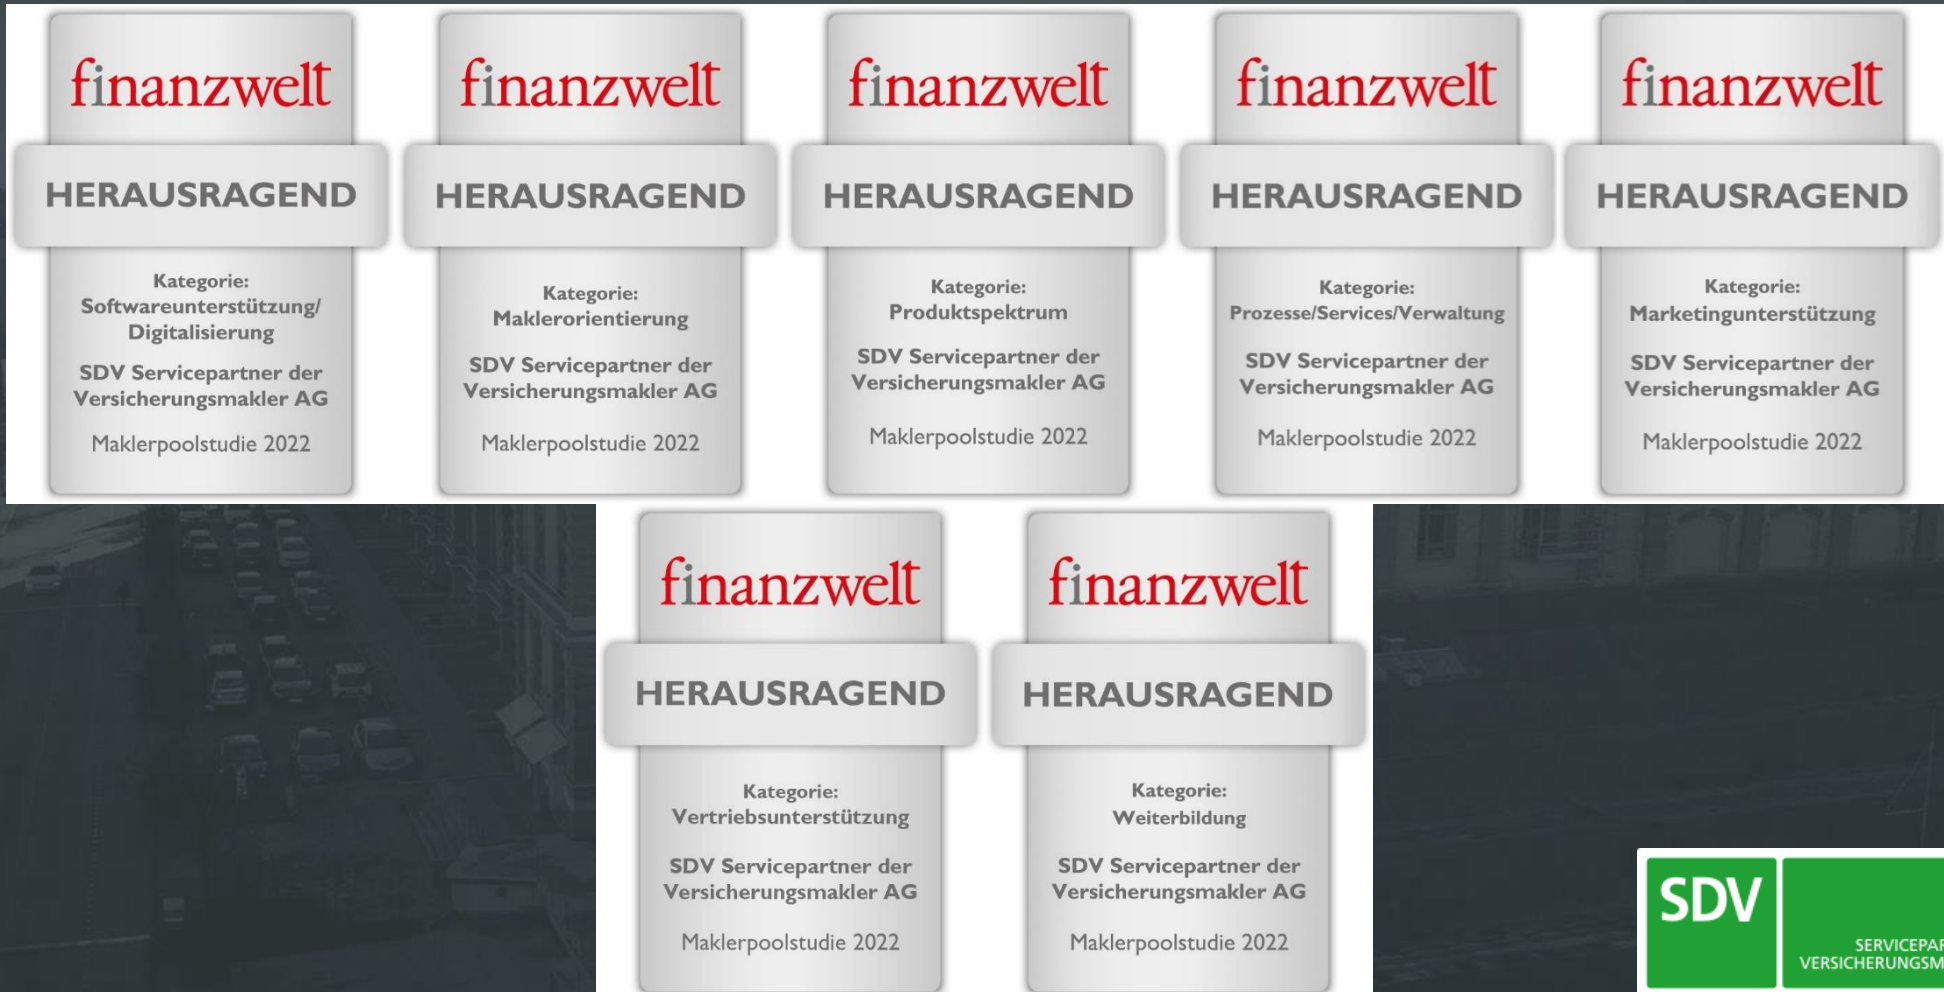 finanzwelt
HERAUSRAGEND
Kategorie:
Softwareunterstützung/
Digitalisierung
SDV Servicepartner der
Versicherungsmakler AG
Maklerpoolstudie 2022
finanzwelt
HERAUSRAGEND
Kategorie:
Maklerorientierung
SDV Servicepartner der
Versicherungsmakler AG
Maklerpoolstudie 2022
finanzwelt
HERAUSRAGEND
Kategorie:
Produktspektrum
SDV Servicepartner der
Versicherungsmakler AG
Maklerpoolstudie 2022
finanzwelt
HERAUSRAGEND
Kategorie:
Prozesse/Services/Verwaltung
SDV Servicepartner der
Versicherungsmakler AG
Maklerpoolstudie 2022
finanzwelt
HERAUSRAGEND
Kategorie:
Marketingunterstützung
SDV Servicepartner der
Versicherungsmakler AG
Maklerpoolstudie 2022
finanzwelt
HERAUSRAGEND
Kategorie:
Vertriebsunterstützung
SDV Servicepartner der
Versicherungsmakler AG
Maklerpoolstudie 2022
finanzwelt
HERAUSRAGEND
Kategorie:
Weiterbildung
SDV Servicepartner der
Versicherungsmakler AG
Maklerpoolstudie 2022
SDV
SERVICEPAR
VERSICHERUNGSM